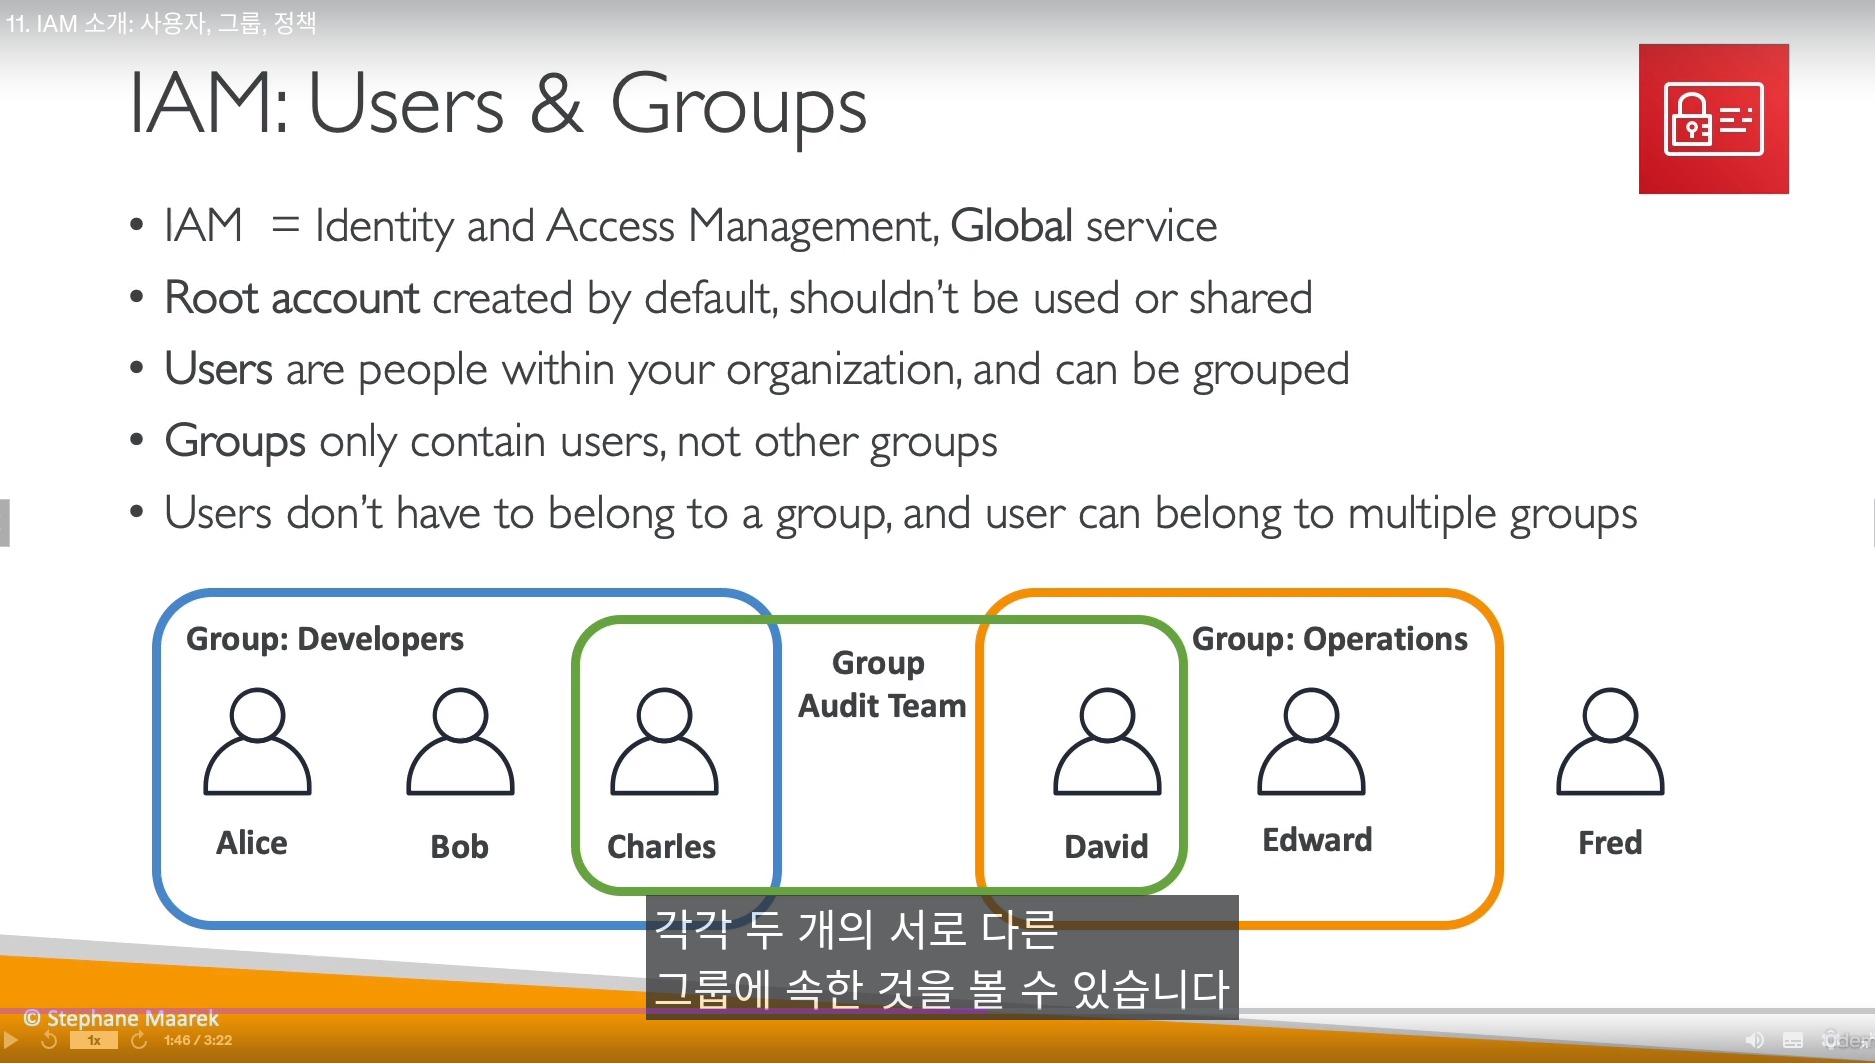 11. IAM 소개: 사용자, 그룹, 정책
IAM: Users & Groups
• IAM = Identity and Access Management, Global service
• Root account created by default, shouldn't be used or shared
• Users are people within your organization, and can be grouped
• Groups only contain users, not other groups
• Users don't have to belong to a group, and user can belong to multiple groups
Group: Developers
Group
Audit Team
Group: Operations
Alice
Bob
Charles
David
Edward
Fred
각각 두 개의 서로 다른
그룹에 속한 것을 볼 수 있습니다
© Stephane Maarek
1x
1:46 / 3:22